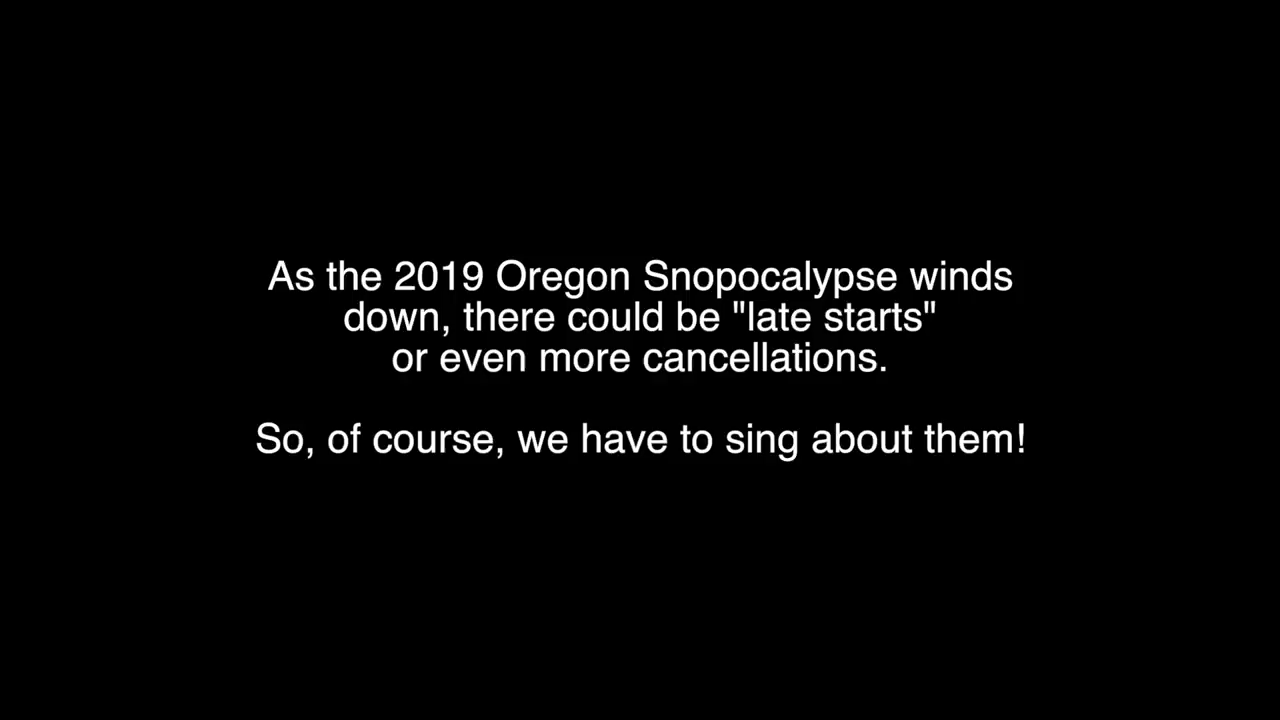 As the 2019 Oregon Snopocalypse winds
down, there could be "late starts"
or even more cancellations.
So, of course, we have to sing about them!